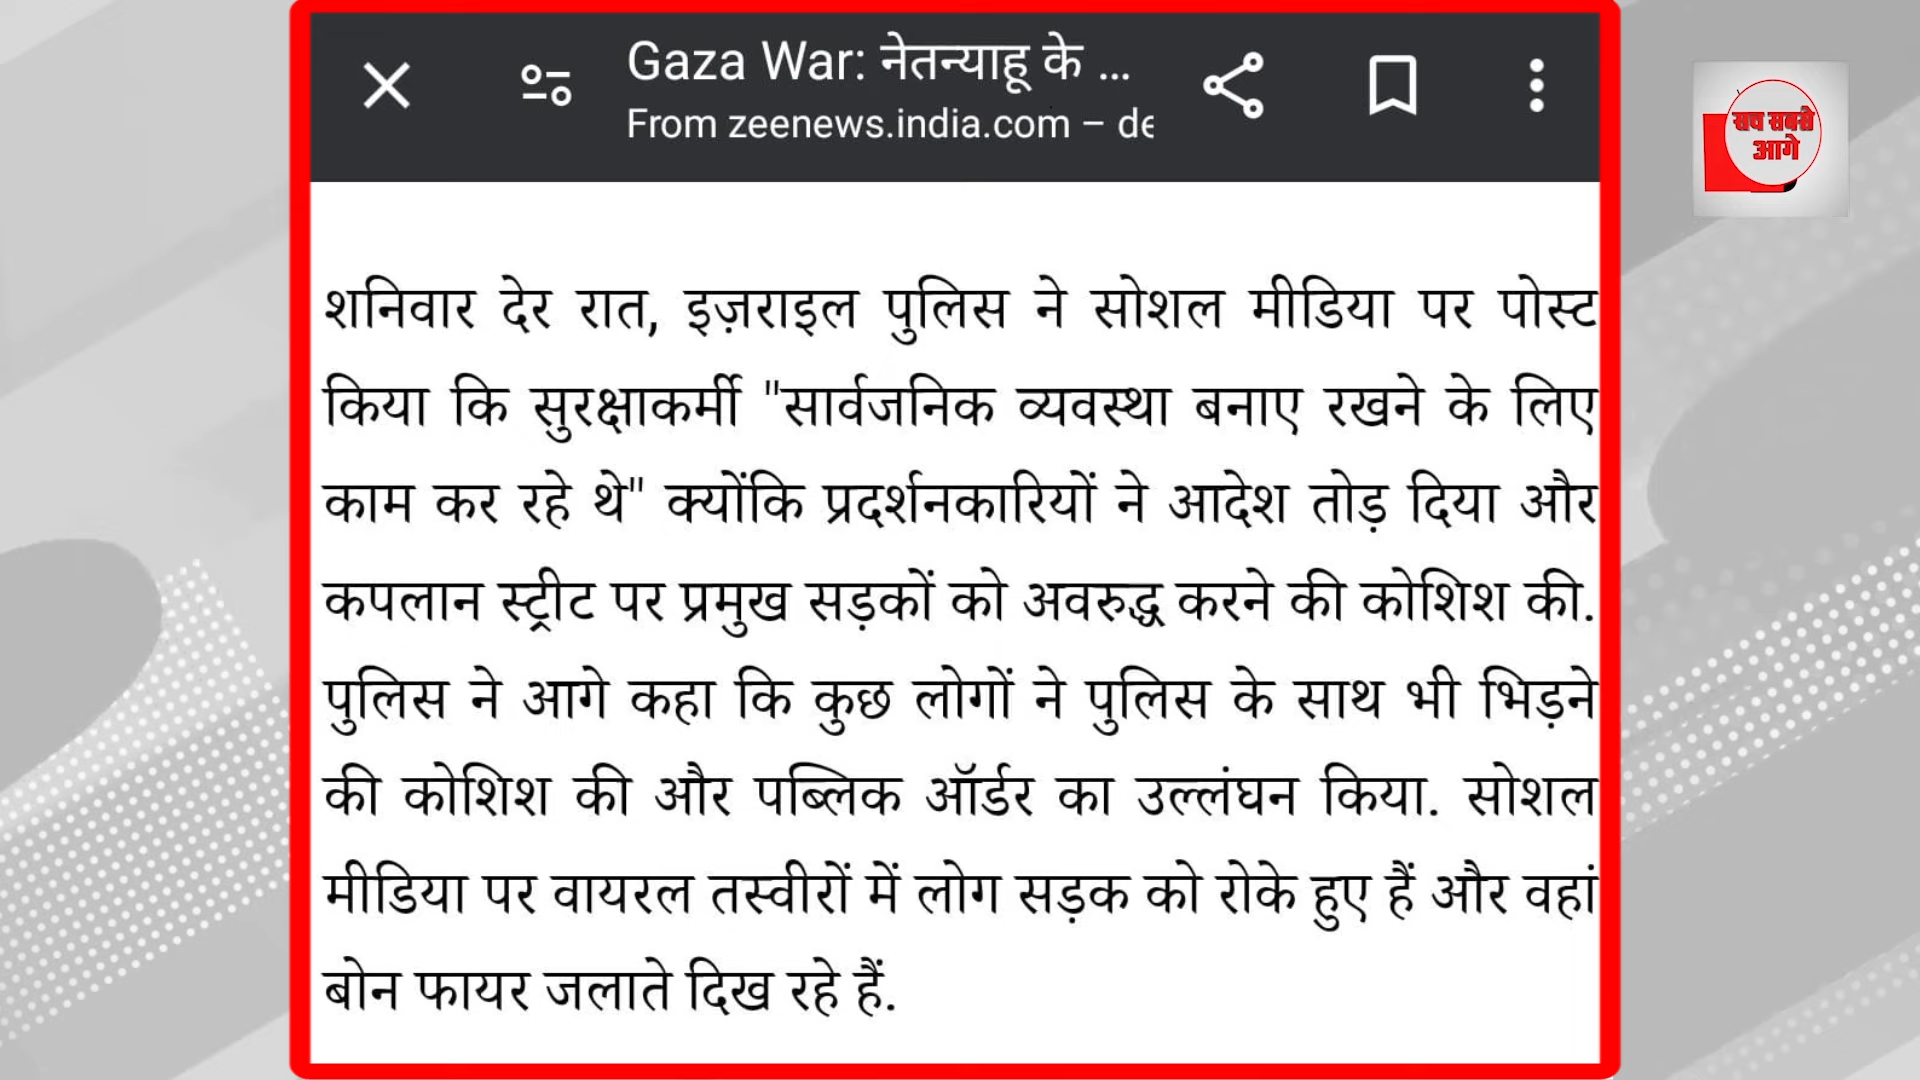 Gaza War: नेतन्याहू के ...
From zeenews.india.com – de
सच सबसे
आगे
शनिवार देर रात, इज़राइल पुलिस ने सोशल मीडिया पर पोस्ट
किया कि सुरक्षाकर्मी "सार्वजनिक व्यवस्था बनाए रखने के लिए
काम कर रहे थे" क्योंकि प्रदर्शनकारियों ने आदेश तोड़ दिया और
कपलान स्ट्रीट पर प्रमुख सड़कों को अवरुद्ध करने की कोशिश की.
पुलिस ने आगे कहा कि कुछ लोगों ने पुलिस के साथ भी भिड़ने
की कोशिश की और पब्लिक ऑर्डर का उल्लंघन किया. सोशल
मीडिया पर वायरल तस्वीरों में लोग सड़क को रोके हुए हैं और वहां
बोन फायर जलाते दिख रहे हैं.